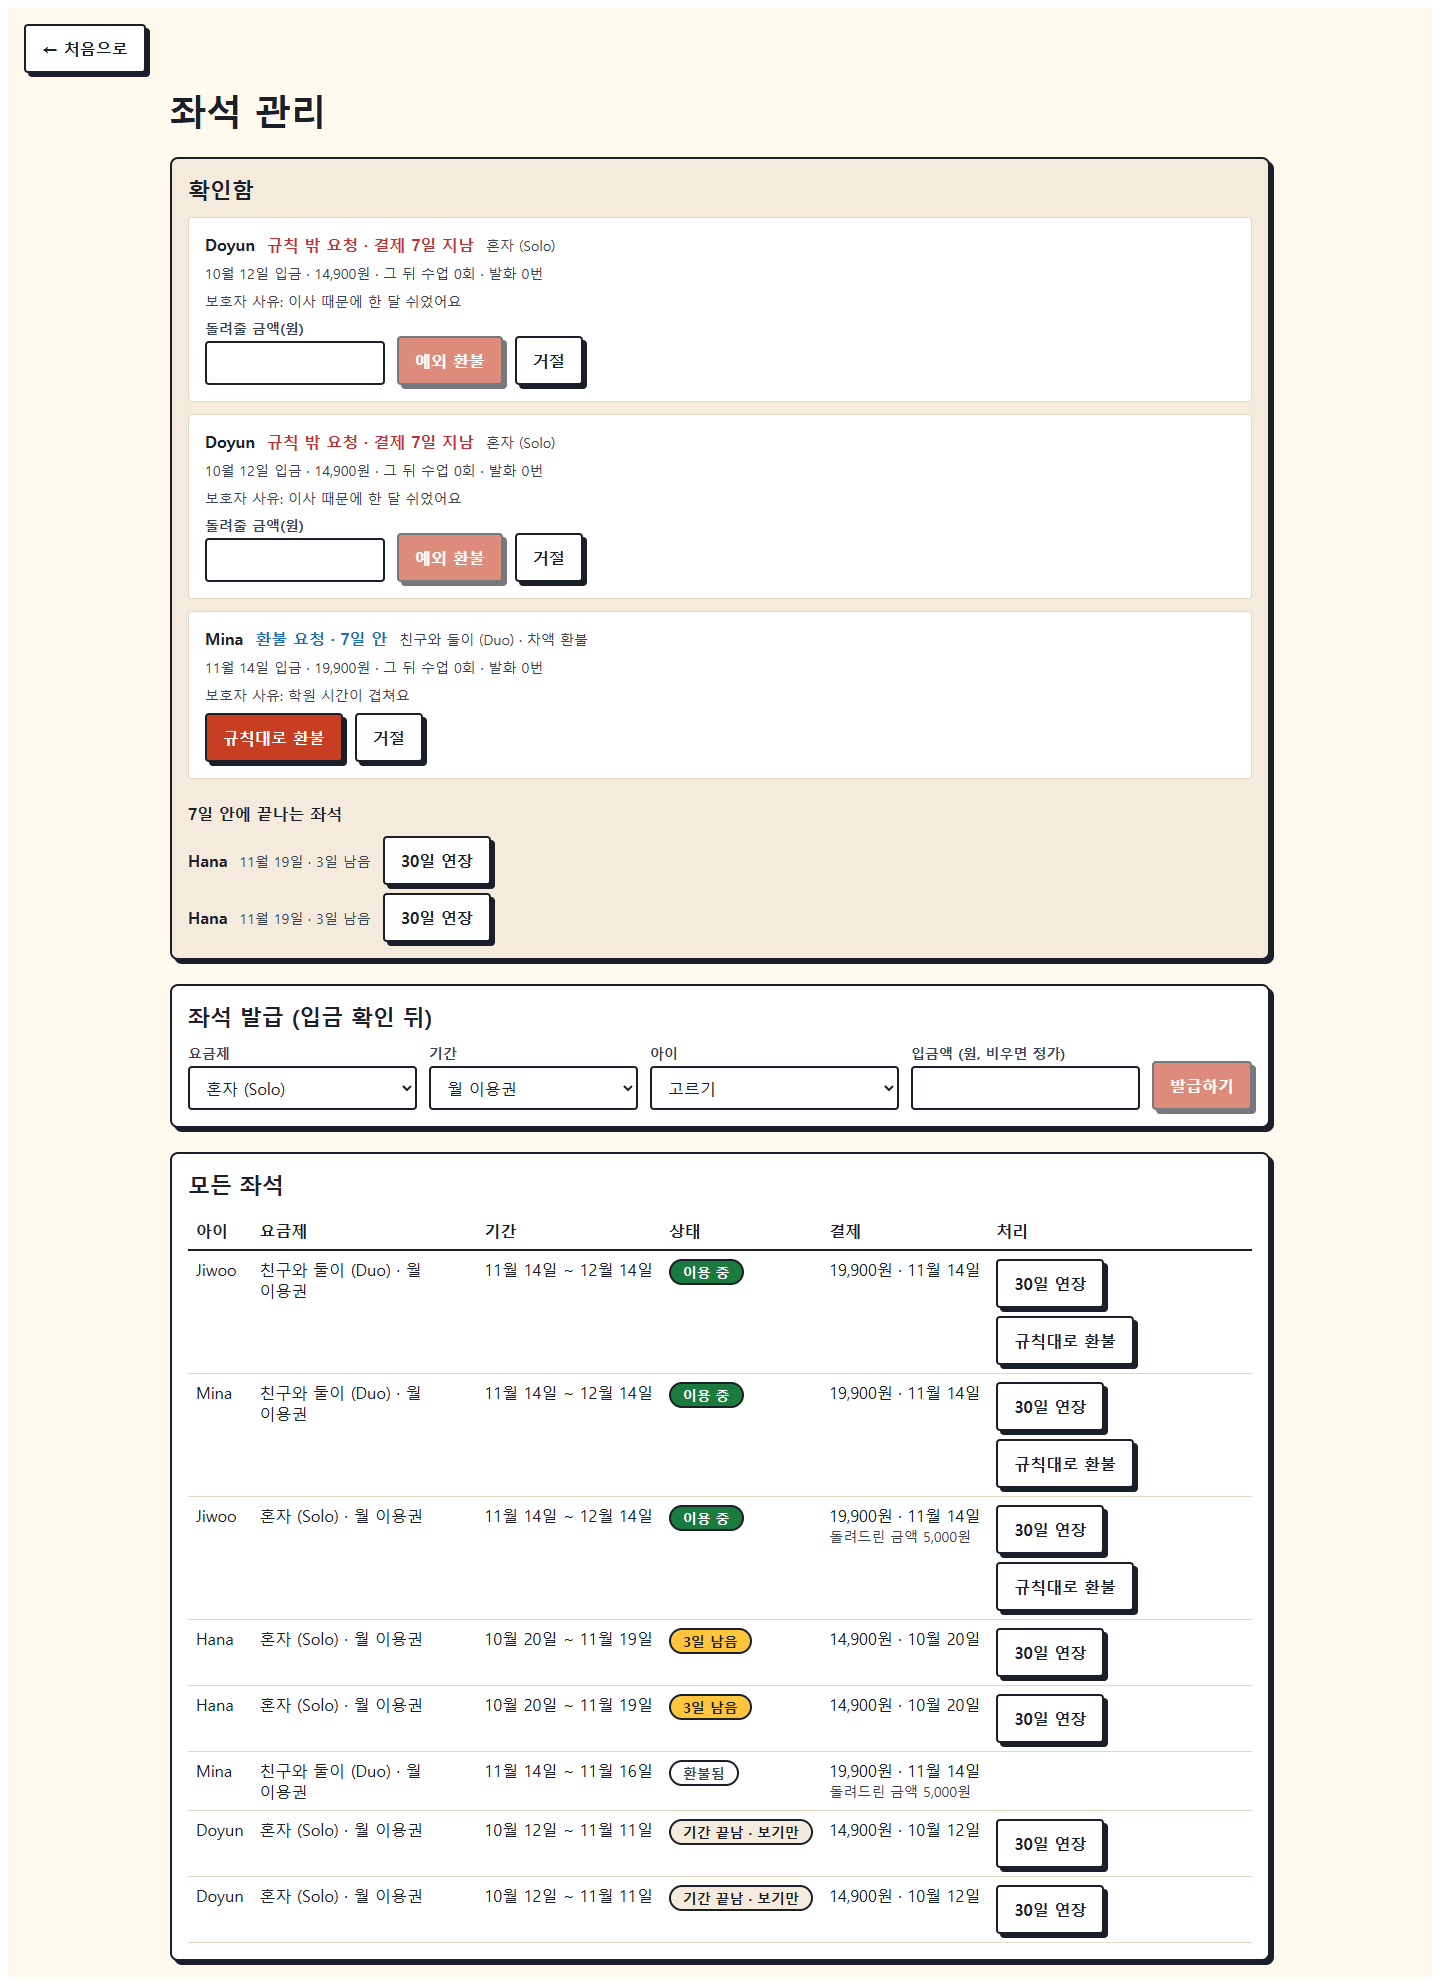 ← 처음으로
좌석 관리
확인함
Doyun 규칙 밖 요청 · 결제 7일 지남 혼자 (Solo)
10월 12일 입금 · 14,900원 · 그 뒤 수업 0회 · 발화 0번
보호자 사유: 이사 때문에 한 달 쉬었어요
돌려줄 금액(원)
예외 환불 거절
Doyun 규칙 밖 요청 · 결제 7일 지남 혼자 (Solo)
10월 12일 입금 · 14,900원 · 그 뒤 수업 0회 · 발화 0번
보호자 사유: 이사 때문에 한 달 쉬었어요
돌려줄 금액(원)
예외 환불 거절
Mina 환불 요청 · 7일 안 친구와 둘이 (Duo) · 차액 환불
11월 14일 입금 · 19,900원 · 그 뒤 수업 0회 · 발화 0번
보호자 사유: 학원 시간이 겹쳐요
규칙대로 환불 거절
7일 안에 끝나는 좌석
Hana 11월 19일 · 3일 남음 30일 연장
Hana 11월 19일 · 3일 남음 30일 연장
좌석 발급 (입금 확인 뒤)
요금제 기간 아이 입금액 (원, 비우면 정가)
혼자 (Solo) 월 이용권 고르기 발급하기
모든 좌석
아이 요금제 기간 상태 결제 처리
Jiwoo 친구와 둘이 (Duo) · 월 11월 14일 ~ 12월 14일 이용 중 19,900원 · 11월 14일 30일 연장
이용권
규칙대로 환불
Mina 친구와 둘이 (Duo) · 월 11월 14일 ~ 12월 14일 이용 중 19,900원 · 11월 14일 30일 연장
이용권
규칙대로 환불
Jiwoo 혼자 (Solo) · 월 이용권 11월 14일 ~ 12월 14일 이용 중 19,900원 · 11월 14일 30일 연장
돌려드린 금액 5,000원
규칙대로 환불
Hana 혼자 (Solo) · 월 이용권 10월 20일 ~ 11월 19일 3일 남음 14,900원 · 10월 20일 30일 연장
Hana 혼자 (Solo) · 월 이용권 10월 20일 ~ 11월 19일 3일 남음 14,900원 · 10월 20일 30일 연장
Mina 친구와 둘이 (Duo) · 월 11월 14일 ~ 11월 16일 환불됨 19,900원 · 11월 14일
이용권 돌려드린 금액 5,000원
Doyun 혼자 (Solo) · 월 이용권 10월 12일 ~ 11월 11일 기간 끝남 · 보기만 14,900원 · 10월 12일 30일 연장
Doyun 혼자 (Solo) · 월 이용권 10월 12일 ~ 11월 11일 기간 끝남 · 보기만 14,900원 · 10월 12일 30일 연장